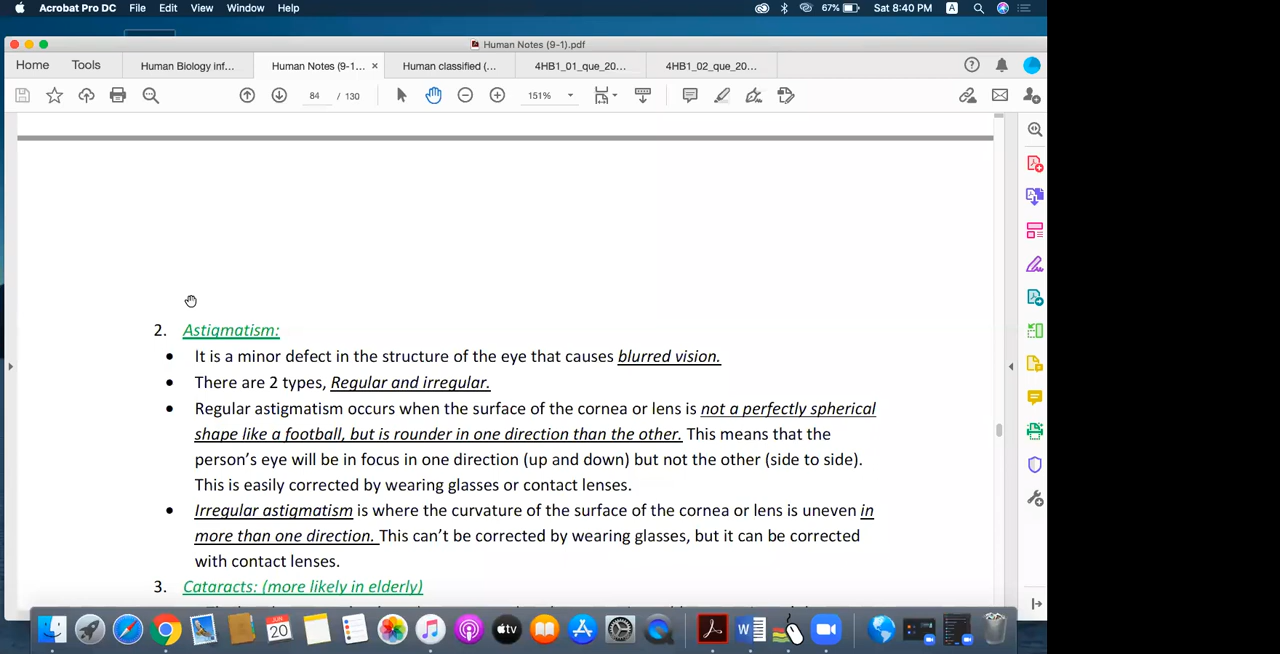 Acrobat Pro DC File Edit View Window Help 67% Sat 8:40 PM A
Human Notes (9-1).pdf
Home Tools Human Biology inf... Human Notes (9-1... × Human classified (... 4HB1_01_que_20... 4HB1_02_que_20...
84 / 130 151%
2. Astigmatism:
• It is a minor defect in the structure of the eye that causes blurred vision.
• There are 2 types, Regular and irregular.
• Regular astigmatism occurs when the surface of the cornea or lens is not a perfectly spherical
shape like a football, but is rounder in one direction than the other. This means that the
person's eye will be in focus in one direction (up and down) but not the other (side to side).
This is easily corrected by wearing glasses or contact lenses.
• Irregular astigmatism is where the curvature of the surface of the cornea or lens is uneven in
more than one direction. This can't be corrected by wearing glasses, but it can be corrected
with contact lenses.
3. Cataracts: (more likely in elderly)
JUN
20
tv
W